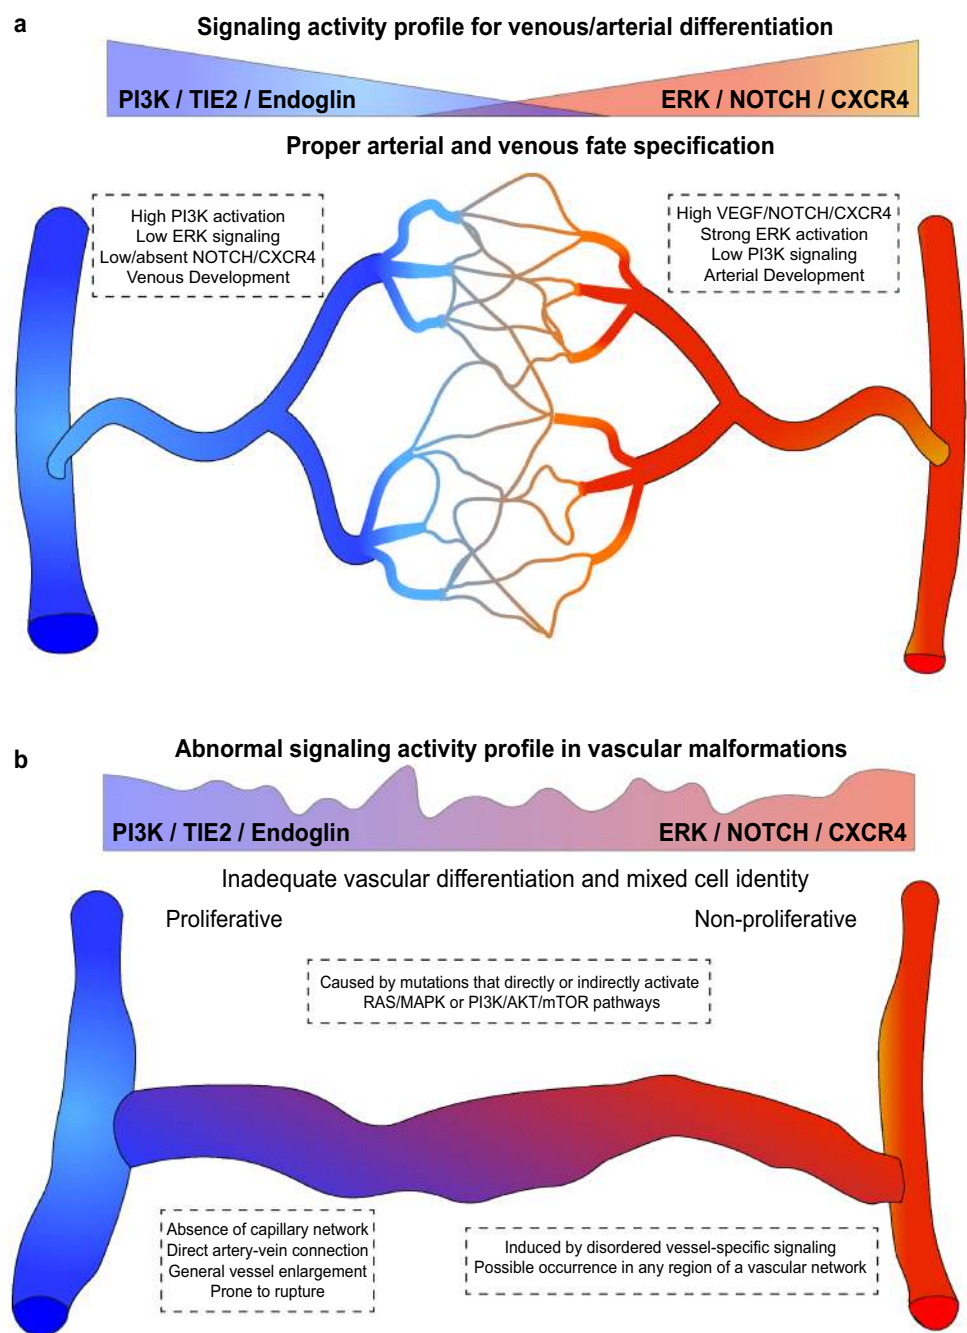 a
Signaling activity profile for venous/arterial differentiation
PI3K / TIE2 / Endoglin
ERK / NOTCH / CXCR4
Proper arterial and venous fate specification
High PI3K activation
Low ERK signaling
Low/absent NOTCH/CXCR4
Venous Development
High VEGF/NOTCH/CXCR4
Strong ERK activation
Low PI3K signaling
Arterial Development
b
Abnormal signaling activity profile in vascular malformations
PI3K / TIE2 / Endoglin
ERK / NOTCH / CXCR4
Inadequate vascular differentiation and mixed cell identity
Proliferative
Non-proliferative
Caused by mutations that directly or indirectly activate
RAS/MAPK or PI3K/AKT/mTOR pathways
Absence of capillary network
Direct artery-vein connection
General vessel enlargement
Prone to rupture
Induced by disordered vessel-specific signaling
Possible occurrence in any region of a vascular network